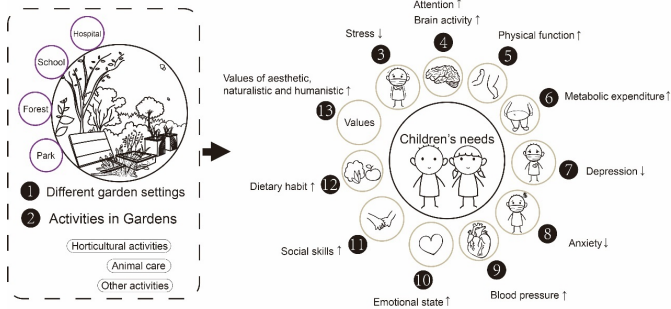 Hospital
School
Forest
Park
1 Different garden settings
2 Activities in Gardens
Horticultural activities
Animal care
Other activities
Children's needs
Stress ↓
3
Attention ↑
Brain activity ↑
4
Physical function ↑
5
Metabolic expenditure ↑
6
Depression ↓
7
Anxiety ↓
8
Blood pressure ↑
9
Emotional state ↑
10
Social skills ↑
11
Dietary habit ↑
12
Values of aesthetic,
naturalistic and humanistic ↑
13
Values